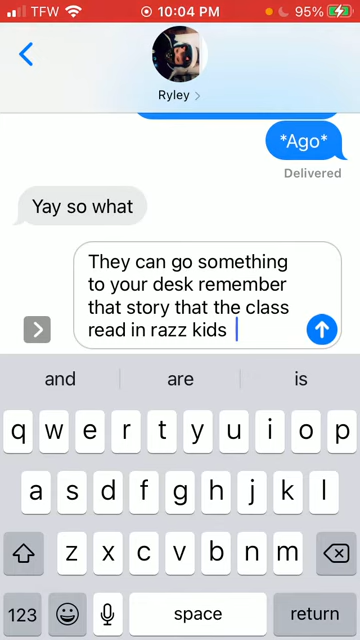 TFW 10:04 PM 95%
Ryley >
*Ago*
Delivered
Yay so what
They can go something
to your desk remember
that story that the class
read in razz kids
and are is
q w e r t y u i o p
a s d f g h j k l
z x c v b n m
123 space return